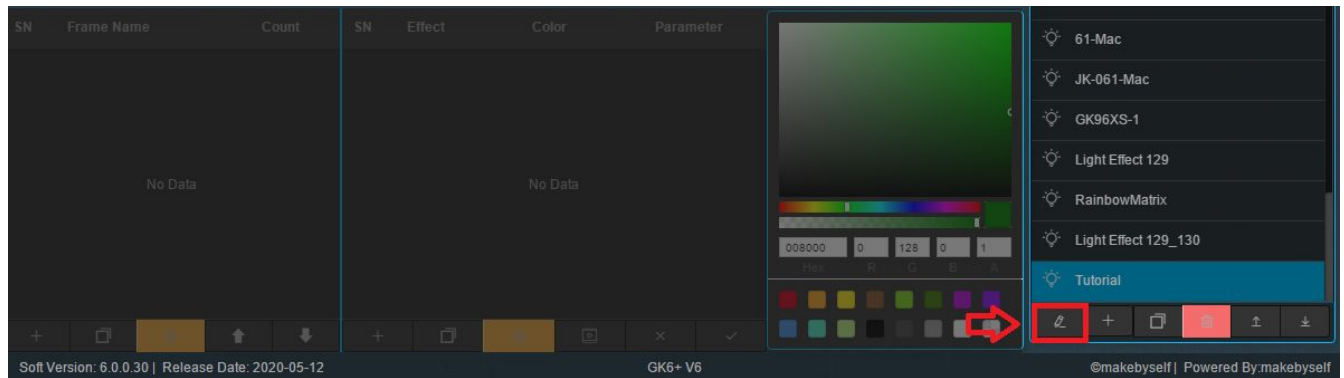 SN Frame Name Count
No Data
SN Effect Color Parameter
No Data
008000 0 128 0 1
Hex R G B A
61-Mac
JK-061-Mac
GK96XS-1
Light Effect 129
RainbowMatrix
Light Effect 129_130
Tutorial
Soft Version: 6.0.0.30 | Release Date: 2020-05-12
GK6+ V6
©makebyself | Powered By:makebyself